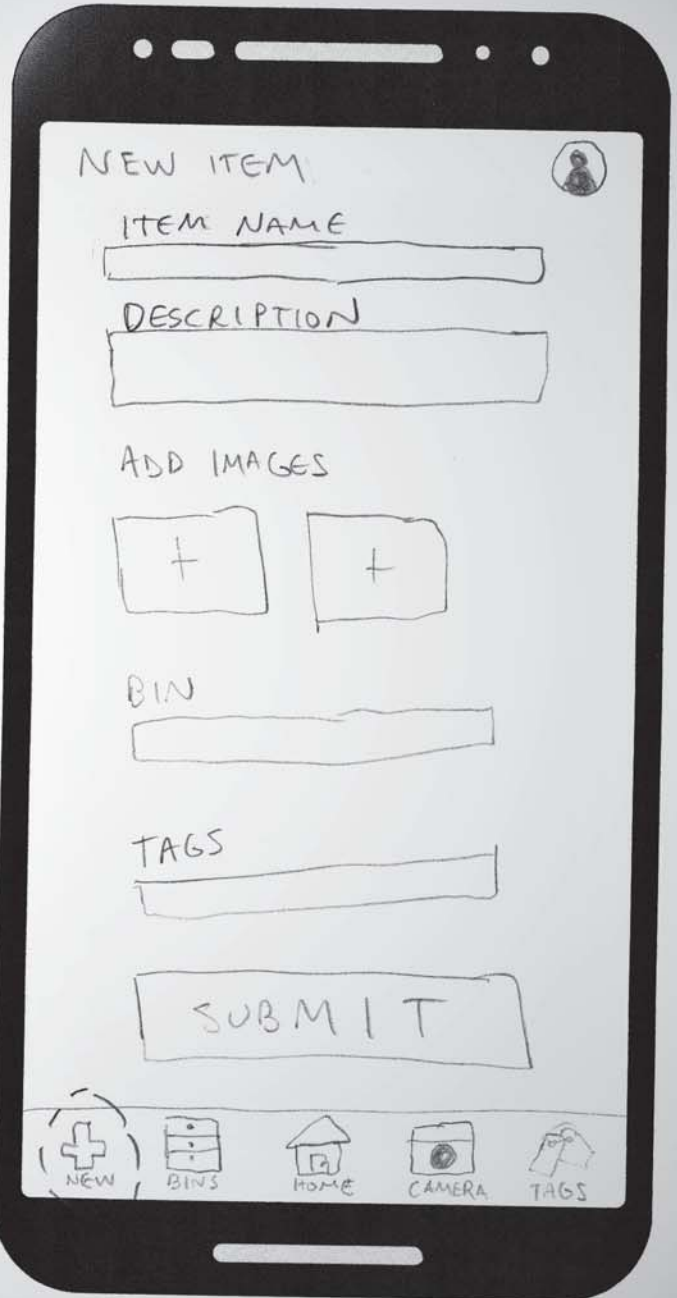 NEW ITEM
ITEM NAME
DESCRIPTION
ADD IMAGES
+ +
BIN
TAGS
SUBMIT
NEW BINS HOME CAMERA TAGS